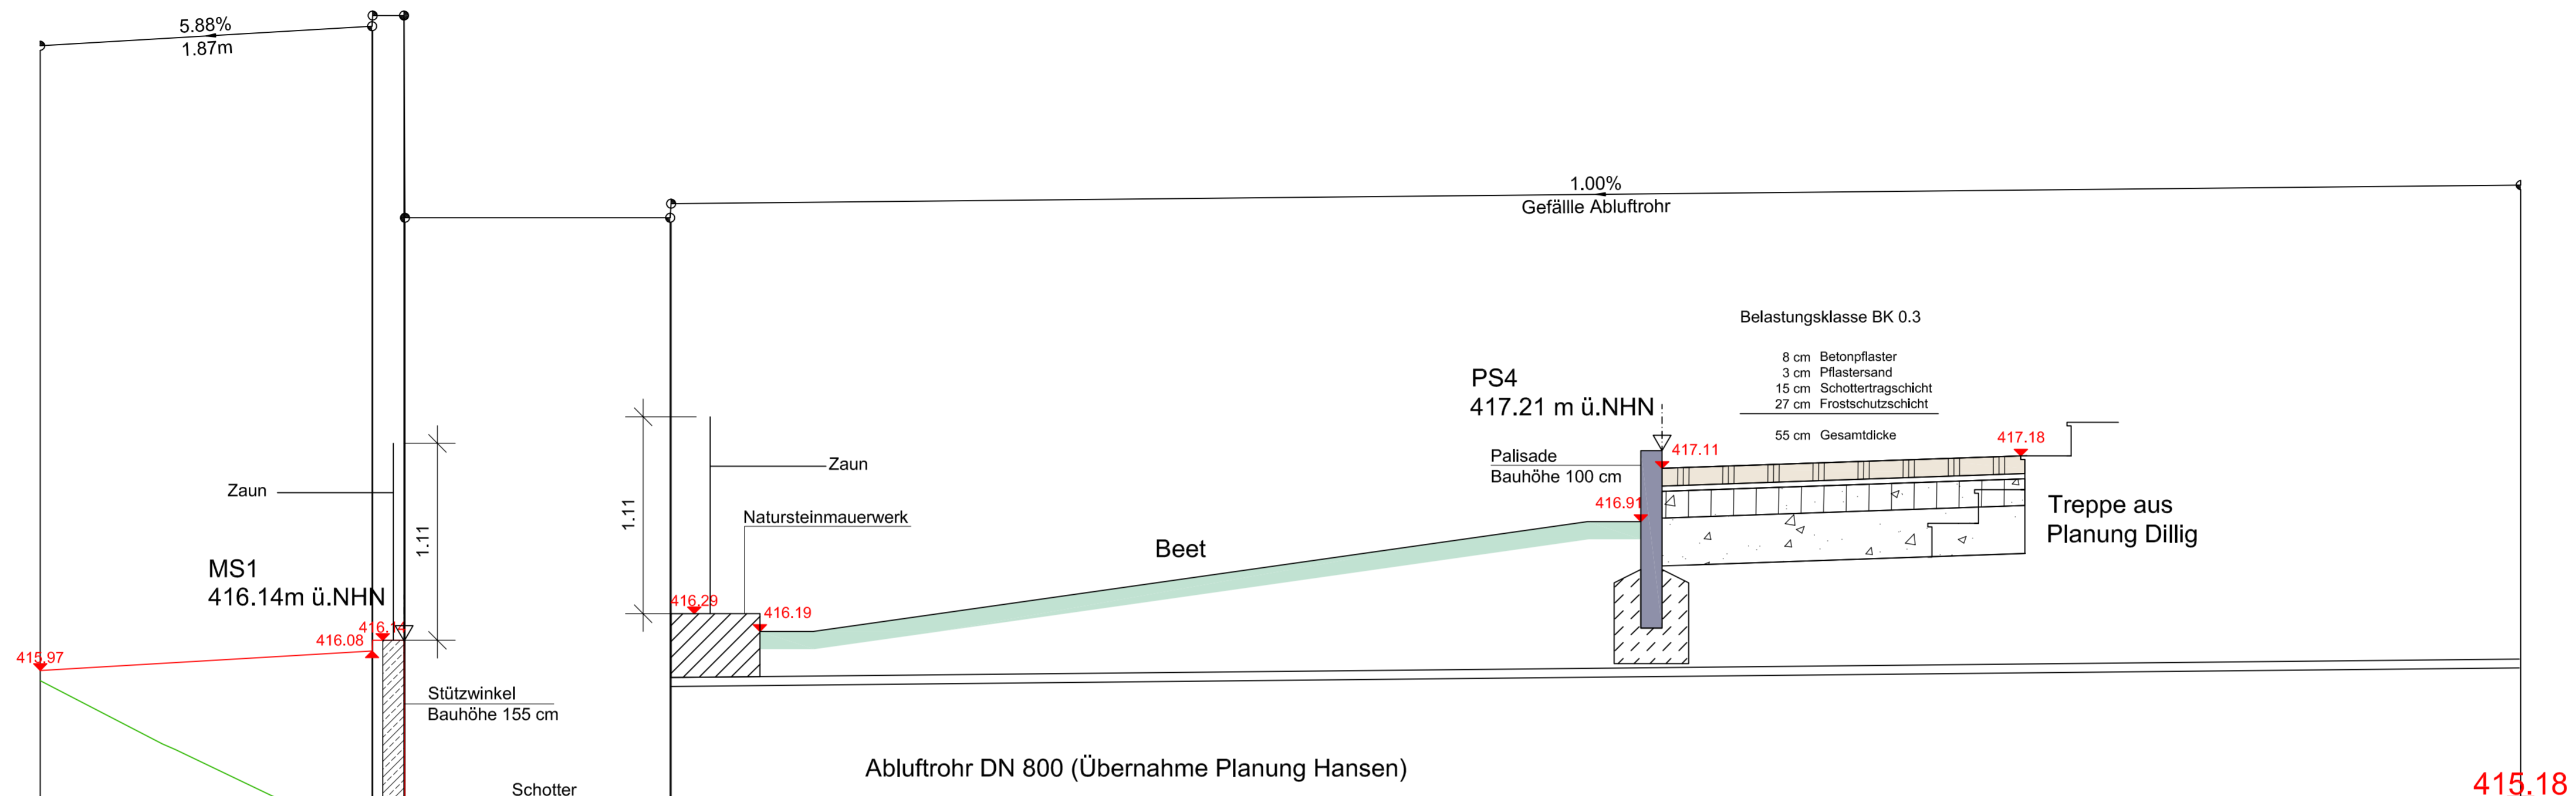 5.88%
1.87m
1.00%
Gefällle Abluftrohr
Belastungsklasse BK 0.3
8 cm Betonpflaster
3 cm Pflastersand
15 cm Schottertragschicht
27 cm Frostschutzschicht
55 cm Gesamtdicke
PS4
417.21 m ü.NHN
417.11
417.18
Palisade
Bauhöhe 100 cm
416.91
Treppe aus
Planung Dillig
Zaun
Zaun
1.11
1.11
Natursteinmauerwerk
Beet
MS1
416.14m ü.NHN
416.29
416.19
416.14
416.08
415.97
Stützwinkel
Bauhöhe 155 cm
Abluftrohr DN 800 (Übernahme Planung Hansen)
Schotter
415.18